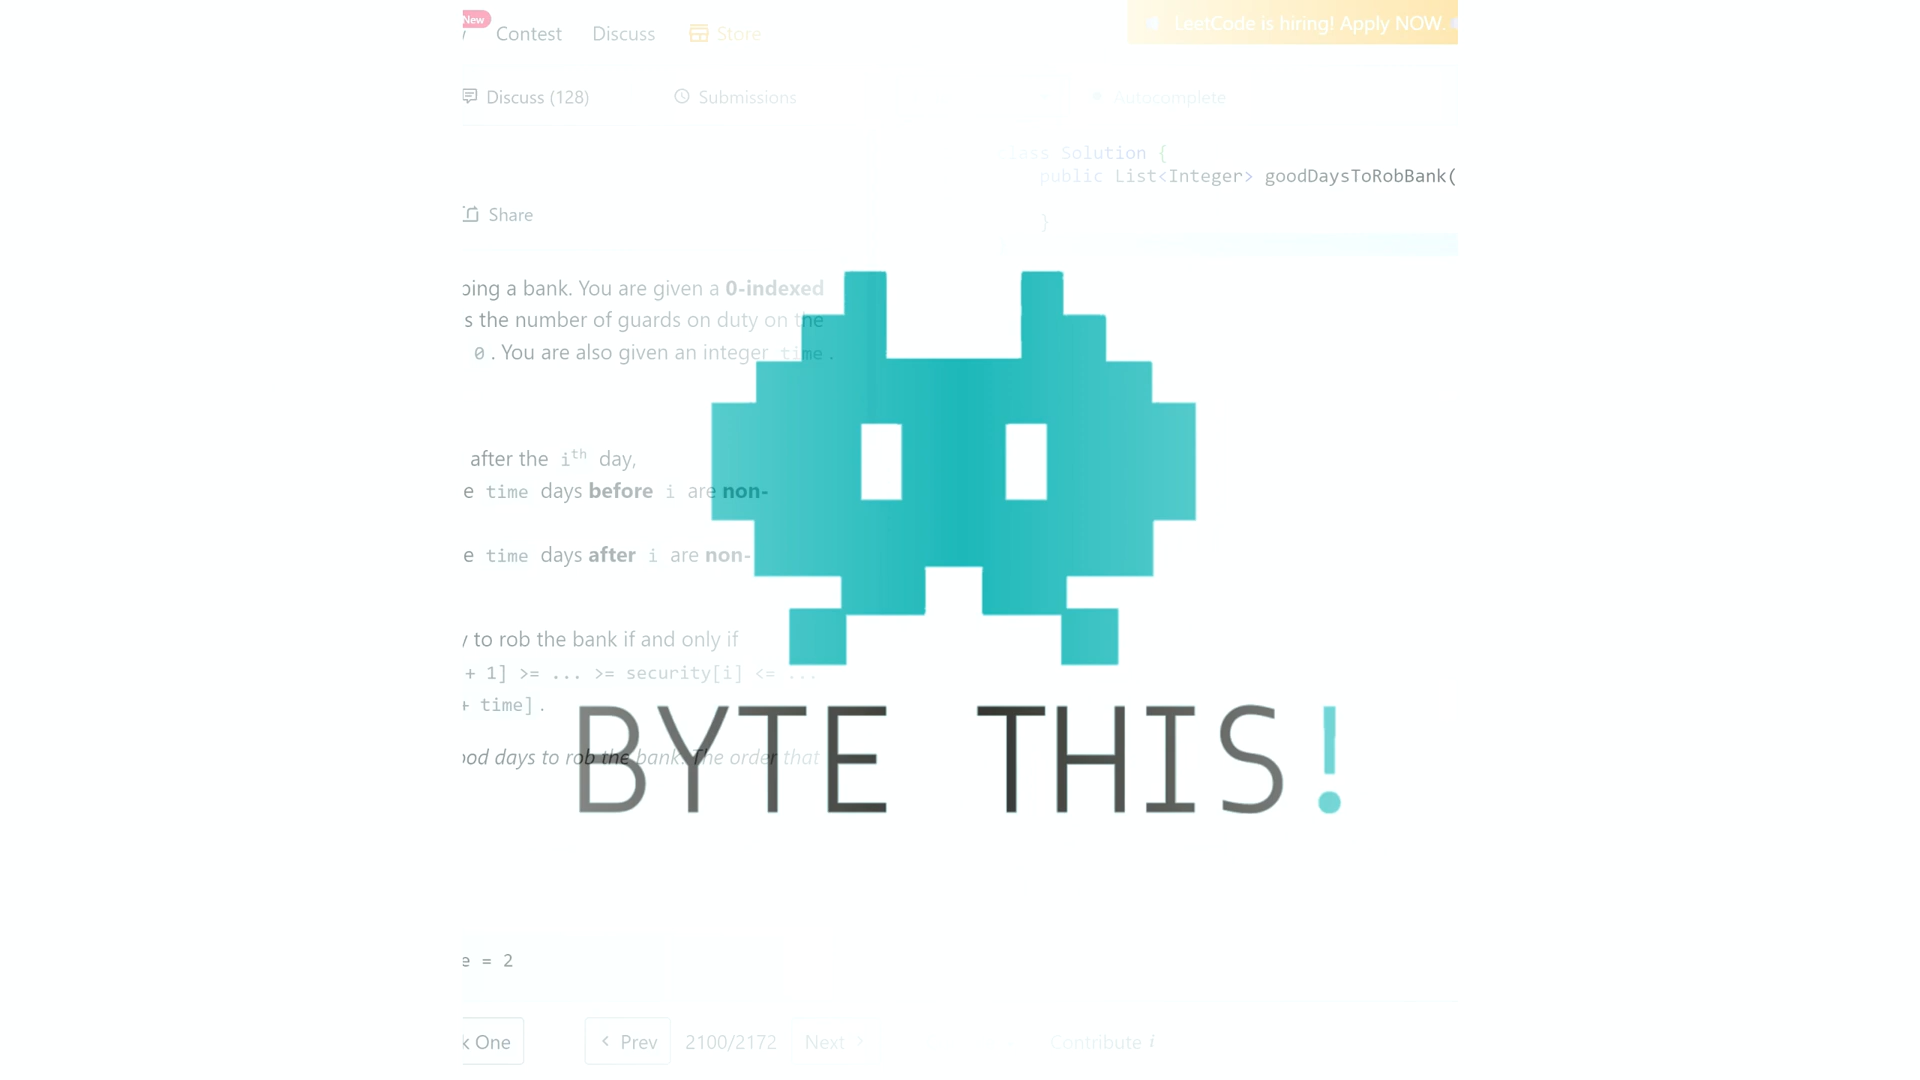 New
Contest Discuss Store
LeetCode is hiring! Apply NOW.
Discuss (128) Submissions
Autocomplete
Solution {
public List<Integer> goodDaysToRobBank(
}
Share
a bank. You are given a 0-indexed
s the number of guards on duty on the
0. You are also given an integer time.
after the iᵗʰ day,
e time days before i are non-
e time days after i are non-
to rob the bank if and only if
+ 1] >= ... >= security[i] <= ...
+ time].
days to rob the bank. The order that
BYTE THIS!
e = 2
One
< Prev
2100/2172
Next >
Contribute i